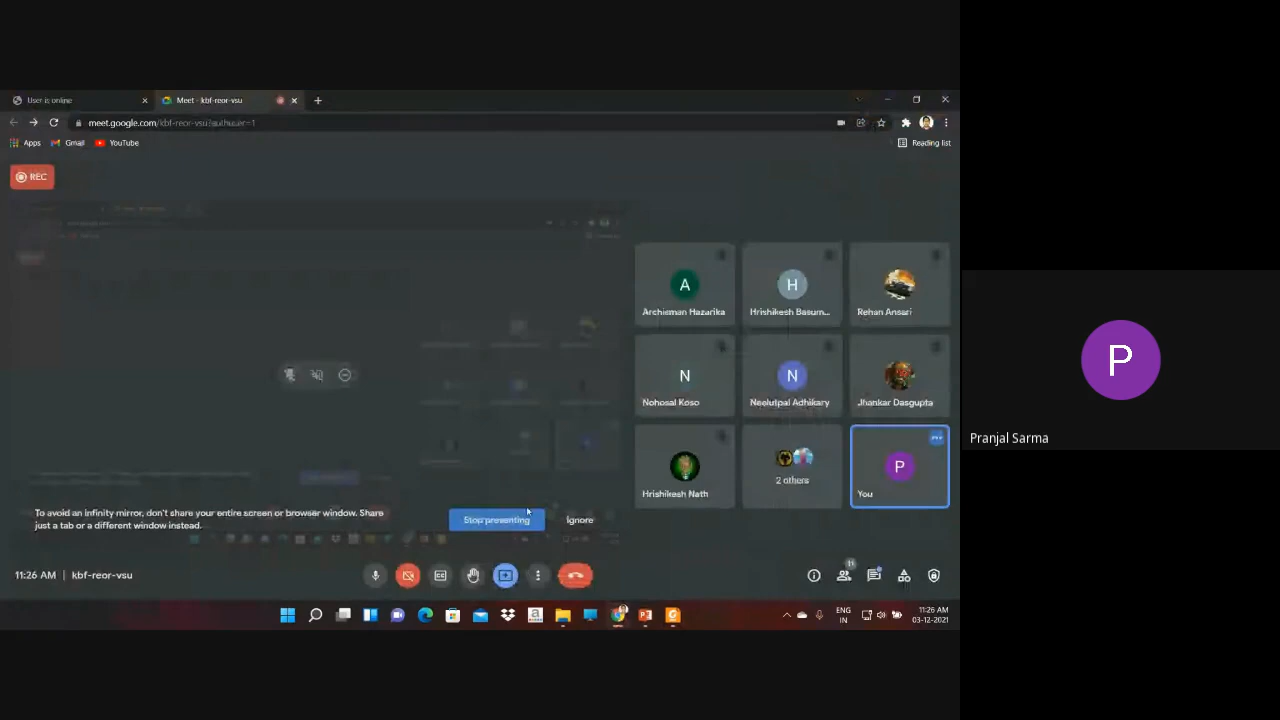 User is online
Meet - kbf-reor-vsu
meet.google.com/kbf-reor-vsu?authuser=1
Apps
Gmail
YouTube
Reading list
REC
A
Archisman Hazarika
H
Hrishikesh Basum...
Rehan Ansari
N
Nohosal Koso
N
Neelutpal Adhikary
Jhankar Dasgupta
Hrishikesh Nath
2 others
P
You
To avoid an infinity mirror, don't share your entire screen or browser window. Share
just a tab or a different window instead.
Stop presenting
Ignore
11:26 AM | kbf-reor-vsu
11
ENG
IN
11:26 AM
03-12-2021
P
Pranjal Sarma